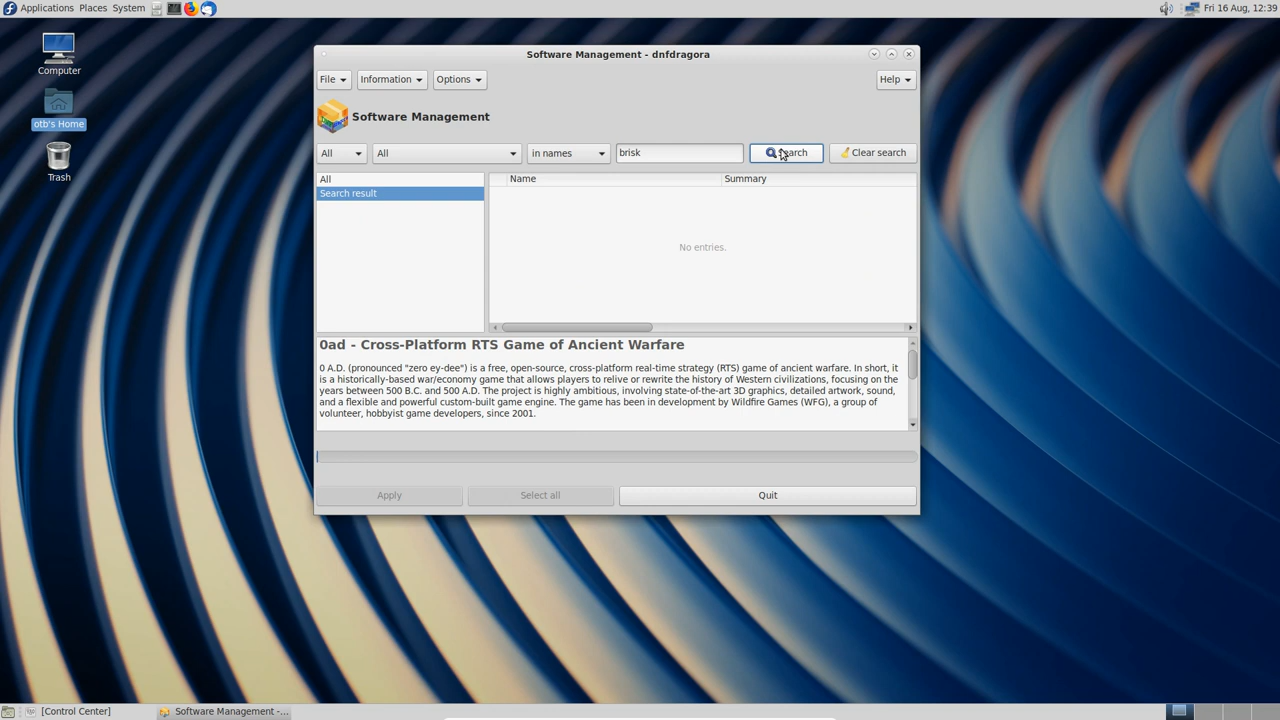 Applications Places System
Fri 16 Aug, 12:39
Computer
otb's Home
Trash
Software Management - dnfdragora
File
Information
Options
Help
Software Management
All
All
in names
brisk
Search
Clear search
All
Search result
Name
Summary
No entries.
0ad - Cross-Platform RTS Game of Ancient Warfare
0 A.D. (pronounced "zero ey-dee") is a free, open-source, cross-platform real-time strategy (RTS) game of ancient warfare. In short, it
is a historically-based war/economy game that allows players to relive or rewrite the history of Western civilizations, focusing on the
years between 500 B.C. and 500 A.D. The project is highly ambitious, involving state-of-the-art 3D graphics, detailed artwork, sound,
and a flexible and powerful custom-built game engine. The game has been in development by Wildfire Games (WFG), a group of
volunteer, hobbyist game developers, since 2001.
Apply
Select all
Quit
[Control Center]
Software Management -...